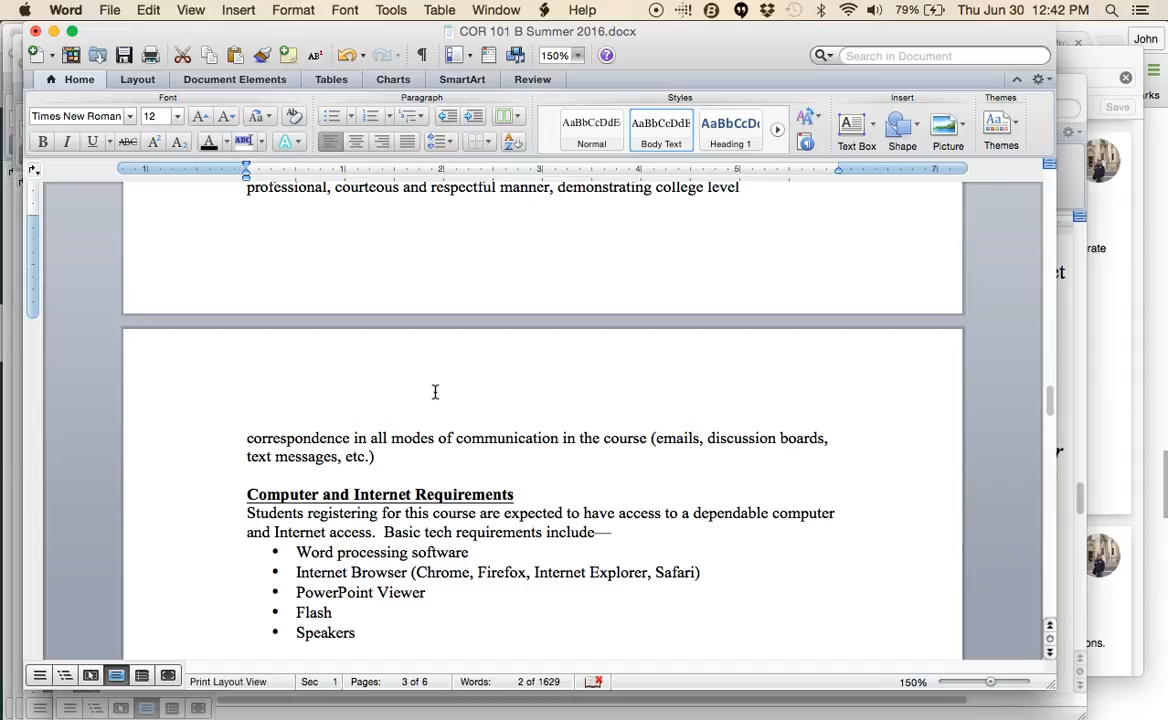 Word File Edit View Insert Format Font Tools Table Window Help 79% Thu Jun 30 12:42 PM
COR 101 B Summer 2016.docx
John
150% Search in Document
Home Layout Document Elements Tables Charts SmartArt Review
Font Paragraph Styles Insert Themes
Save
Times New Roman 12 AaBbCcDdE AaBbCcDdE AaBbCcD
Normal Body Text Heading 1 Text Box Shape Picture Themes
professional, courteous and respectful manner, demonstrating college level
correspondence in all modes of communication in the course (emails, discussion boards,
text messages, etc.)
Computer and Internet Requirements
Students registering for this course are expected to have access to a dependable computer
and Internet access. Basic tech requirements include—
• Word processing software
• Internet Browser (Chrome, Firefox, Internet Explorer, Safari)
• PowerPoint Viewer
• Flash
• Speakers
Print Layout View Sec 1 Pages: 3 of 6 Words: 2 of 1629 150%